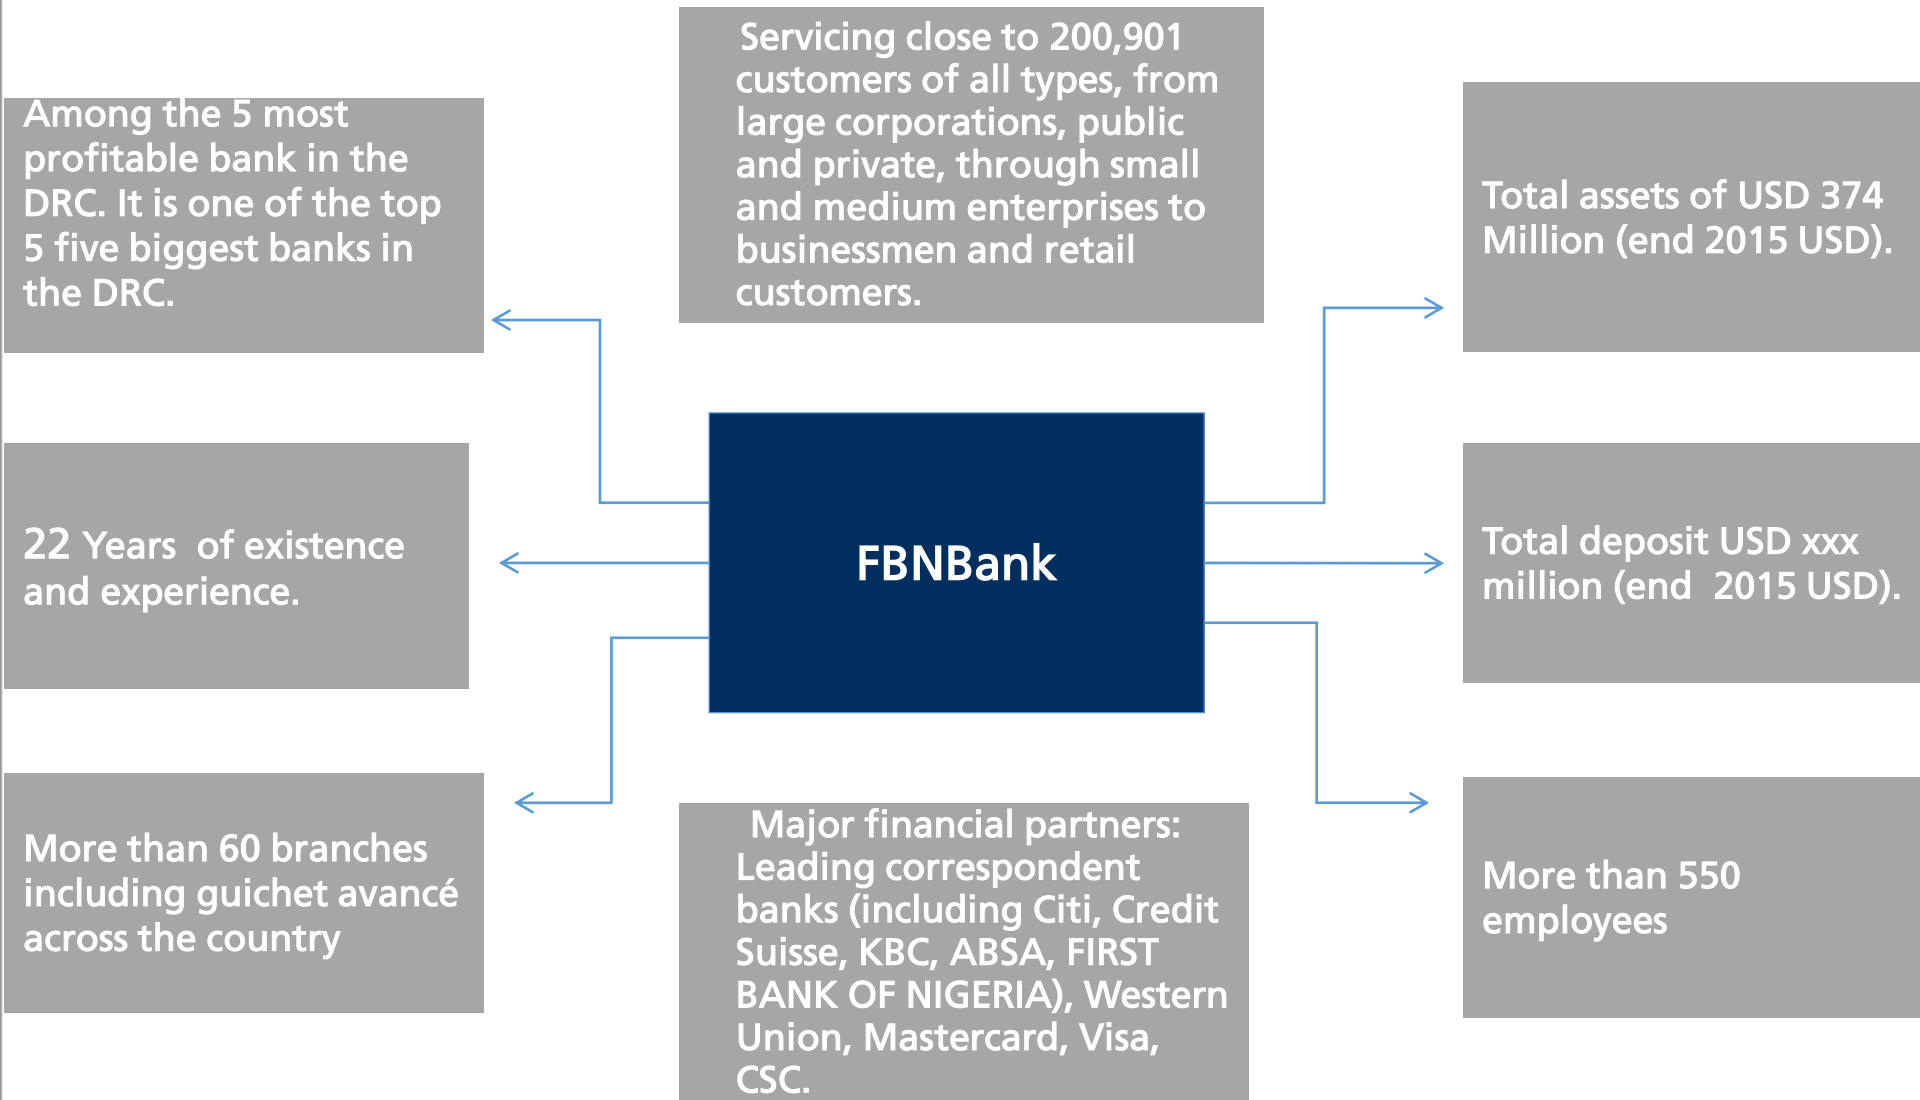 Servicing close to 200,901
customers of all types, from
large corporations, public
and private, through small
and medium enterprises to
businessmen and retail
customers.
Among the 5 most
profitable bank in the
DRC. It is one of the top
5 five biggest banks in
the DRC.
Total assets of USD 374
Million (end 2015 USD).
22 Years  of existence
and experience.
FBNBank
Total deposit USD xxx
million (end  2015 USD).
More than 60 branches
including guichet avancé
across the country
Major financial partners:
Leading correspondent
banks (including Citi, Credit
Suisse, KBC, ABSA, FIRST
BANK OF NIGERIA), Western
Union, Mastercard, Visa,
CSC.
More than 550
employees